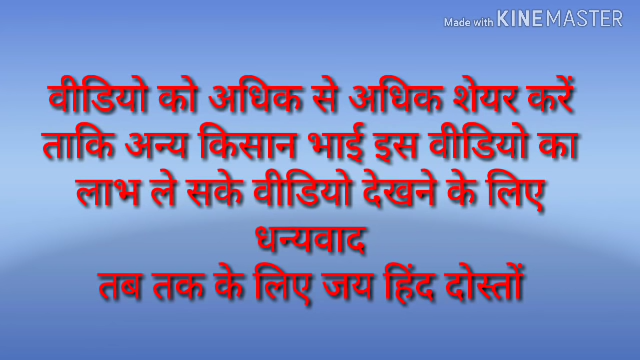 Made with KINEMASTER
वीडियो को अधिक से अधिक शेयर करें
ताकि अन्य किसान भाई इस वीडियो का
लाभ ले सके वीडियो देखने के लिए
धन्यवाद
तब तक के लिए जय हिंद दोस्तों